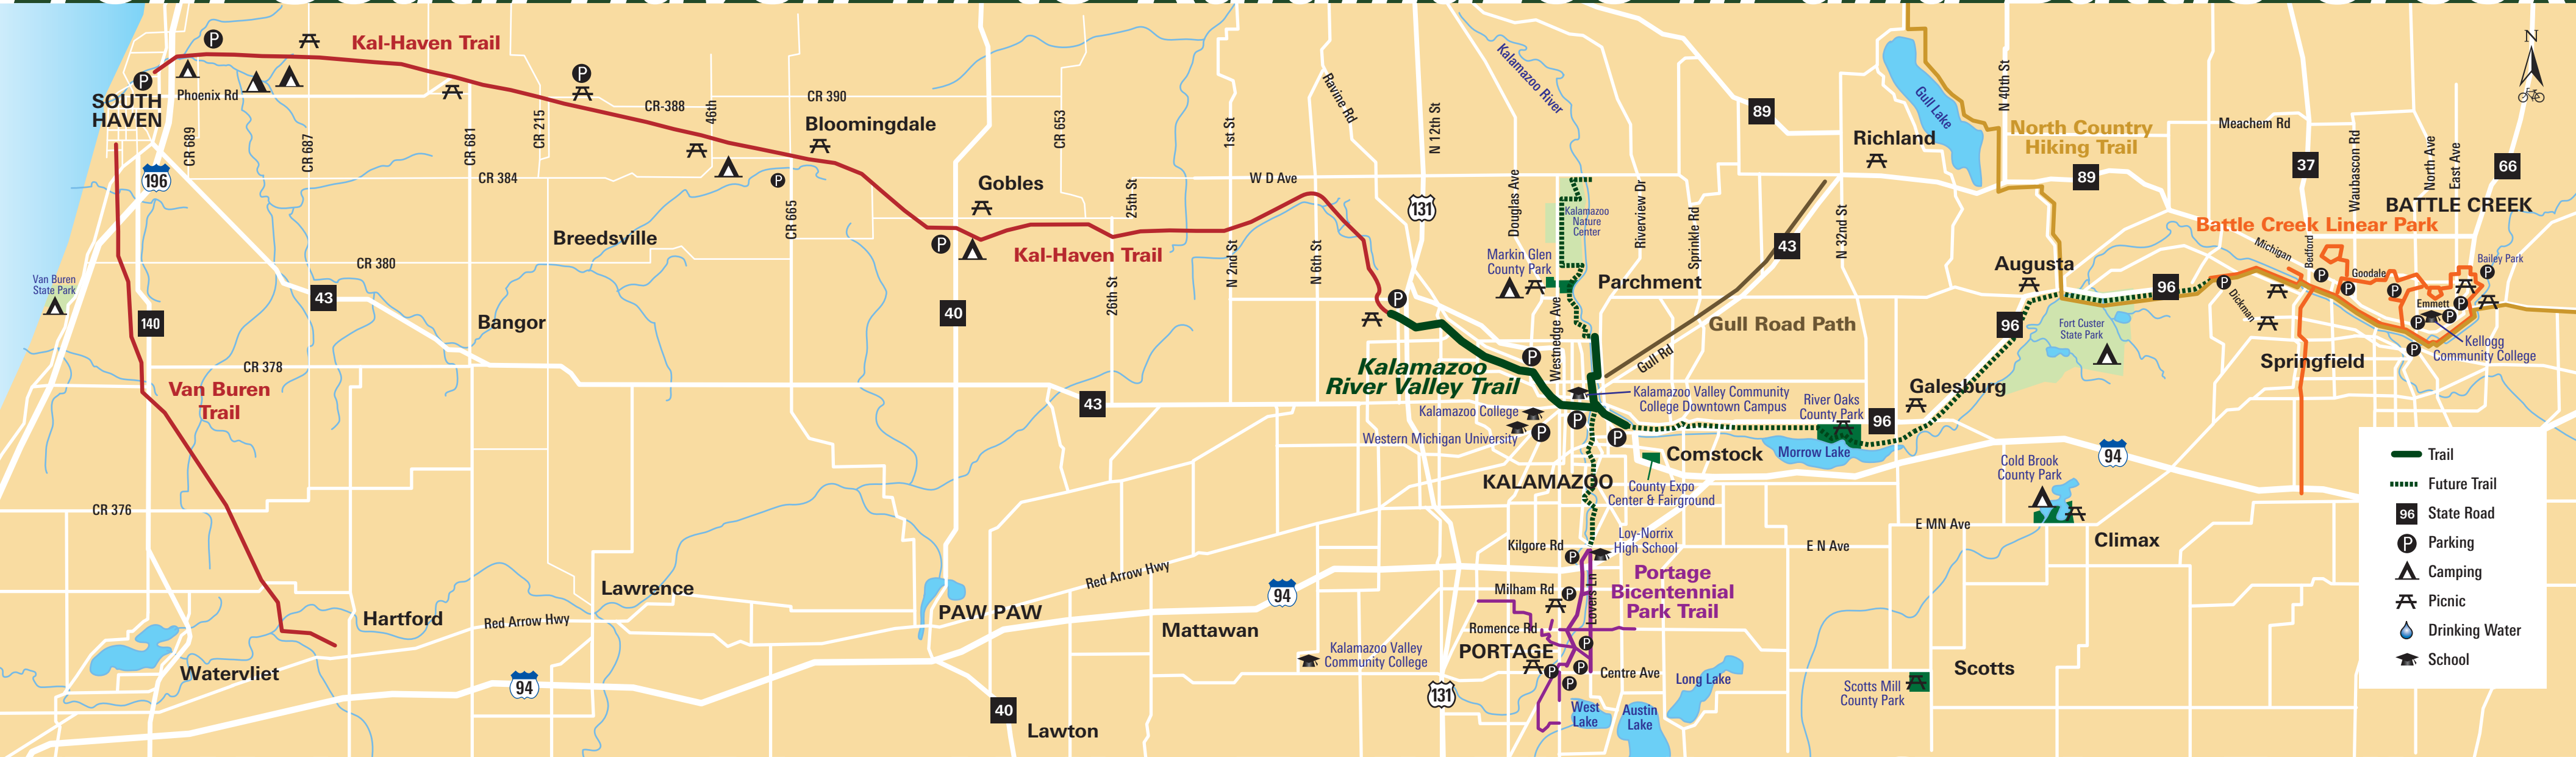 Kal-Haven Trail
P
P
SOUTH
HAVEN
Phoenix Rd
CR 689
196
CR 687
CR 681
CR 215
P
CR-388
46th
CR 390
Bloomingdale
CR 384
P
CR 665
Breedsville
CR 380
Van Buren
State Park
43
140
Bangor
CR 378
Van Buren
Trail
CR 376
Hartford
Red Arrow Hwy
Lawrence
Watervliet
94
Gobles
P
40
CR 653
25th St
26th St
Kal-Haven Trail
1st St
N 2nd St
W D Ave
N 6th St
Ravine Rd
N 12th St
131
43
PAW PAW
Red Arrow Hwy
94
Mattawan
40
Lawton
Kalamazoo Valley
Community College
131
Kalamazoo River
Douglas Ave
Kalamazoo
Nature
Center
Riverview Dr
Sprinkle Rd
Markin Glen
County Park
Parchment
Westnedge Ave
P
P
Kalamazoo
River Valley Trail
Gull Rd
Gull Road Path
43
89
N 32nd St
Richland
Gull Lake
N 40th St
North Country
Hiking Trail
89
Kalamazoo Valley Community
College Downtown Campus
Kalamazoo College
Western Michigan University
P
P
P
River Oaks
County Park
96
Galesburg
Comstock
Morrow Lake
KALAMAZOO
County Expo
Center & Fairground
Kilgore Rd
P
Loy-Norrix
High School
E N Ave
E MN Ave
Milham Rd
P
Lovers Ln
Portage
Bicentennial
Park Trail
Romence Rd
P
PORTAGE
P
P
P
Centre Ave
West
Lake
Austin
Lake
Long Lake
Scotts Mill
County Park
Scotts
Cold Brook
County Park
Climax
94
Augusta
96
96
Fort Custer
State Park
Meachem Rd
37
Waubascon Rd
North Ave
East Ave
66
BATTLE CREEK
Battle Creek Linear Park
Michigan
Bedford
Goodale
Bailey Park
P
P
P
P
P
P
Emmett
P
P
P
Dickman
Springfield
Kellogg
Community College
N
Trail
Future Trail
96
State Road
P
Parking
Camping
Picnic
Drinking Water
School